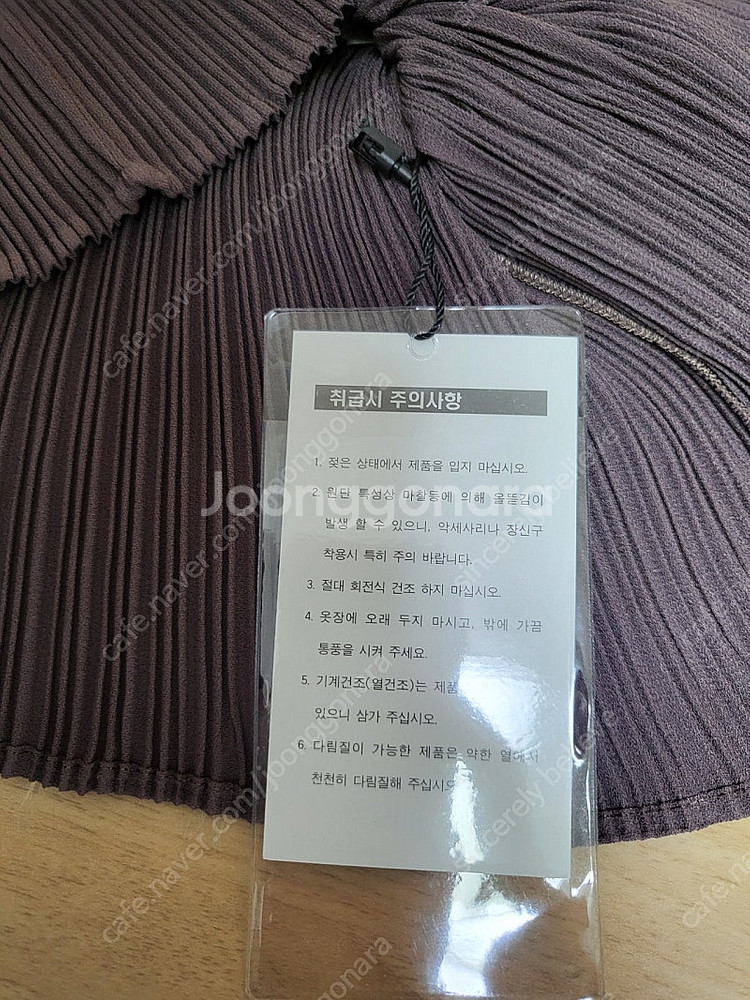 취급시 주의사항
1. 젖은 상태에서 제품을 입지 마십시오.
2. 원단 특성상 마찰등에 의해 올뜯김이
발생 할 수 있으니, 악세사리나 장신구
착용시 특히 주의 바랍니다.
3. 절대 회전식 건조 하지 마십시오.
4. 옷장에 오래 두지 마시고, 밖에 가끔
통풍을 시켜 주세요.
5. 기계건조(열건조)는 제품
있으니 삼가 주십시오.
6. 다림질이 가능한 제품은 약한 열에서
천천히 다림질해 주십시오
Joonggonara
cafe.naver.com/joonggonara
sincerely believe